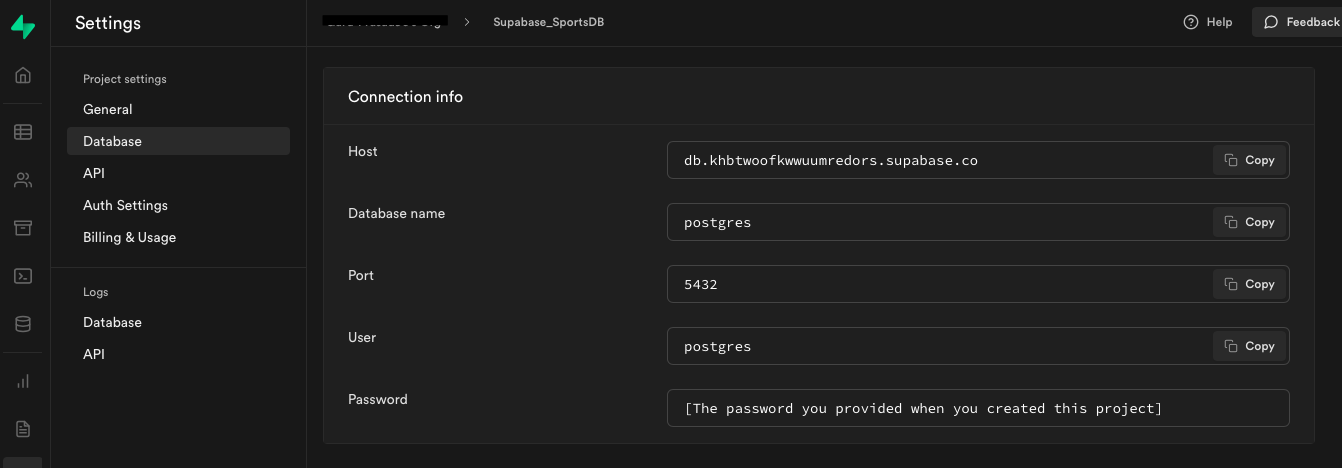 Settings
Supabase_SportsDB
Help
Feedback
Project settings
General
Database
API
Auth Settings
Billing & Usage
Logs
Database
API
Connection info
Host
db.khbtwoofkwwuumredors.supabase.co
Copy
Database name
postgres
Copy
Port
5432
Copy
User
postgres
Copy
Password
[The password you provided when you created this project]